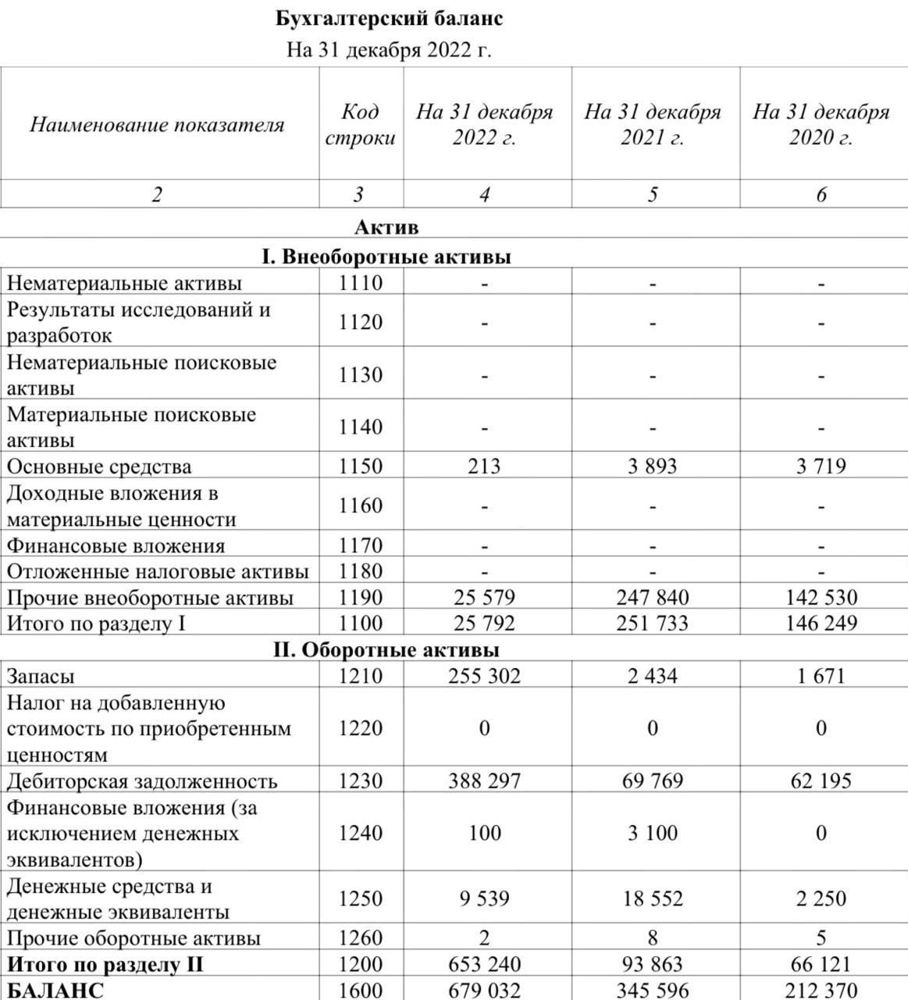 Бухгалтерский баланс
На 31 декабря 2022 г.
Наименование показателя Код строки На 31 декабря 2022 г. На 31 декабря 2021 г. На 31 декабря 2020 г.
2 3 4 5 6
Актив
I. Внеоборотные активы
Нематериальные активы 1110 - - -
Результаты исследований и
разработок 1120 - - -
Нематериальные поисковые
активы 1130 - - -
Материальные поисковые
активы 1140 - - -
Основные средства 1150 213 3 893 3 719
Доходные вложения в
материальные ценности 1160 - - -
Финансовые вложения 1170 - - -
Отложенные налоговые активы 1180 - - -
Прочие внеоборотные активы 1190 25 579 247 840 142 530
Итого по разделу I 1100 25 792 251 733 146 249
II. Оборотные активы
Запасы 1210 255 302 2 434 1 671
Налог на добавленную
стоимость по приобретенным 1220 0 0 0
ценностям
Дебиторская задолженность 1230 388 297 69 769 62 195
Финансовые вложения (за
исключением денежных 1240 100 3 100 0
эквивалентов)
Денежные средства и
денежные эквиваленты 1250 9 539 18 552 2 250
Прочие оборотные активы 1260 2 8 5
Итого по разделу II 1200 653 240 93 863 66 121
БАЛАНС 1600 679 032 345 596 212 370